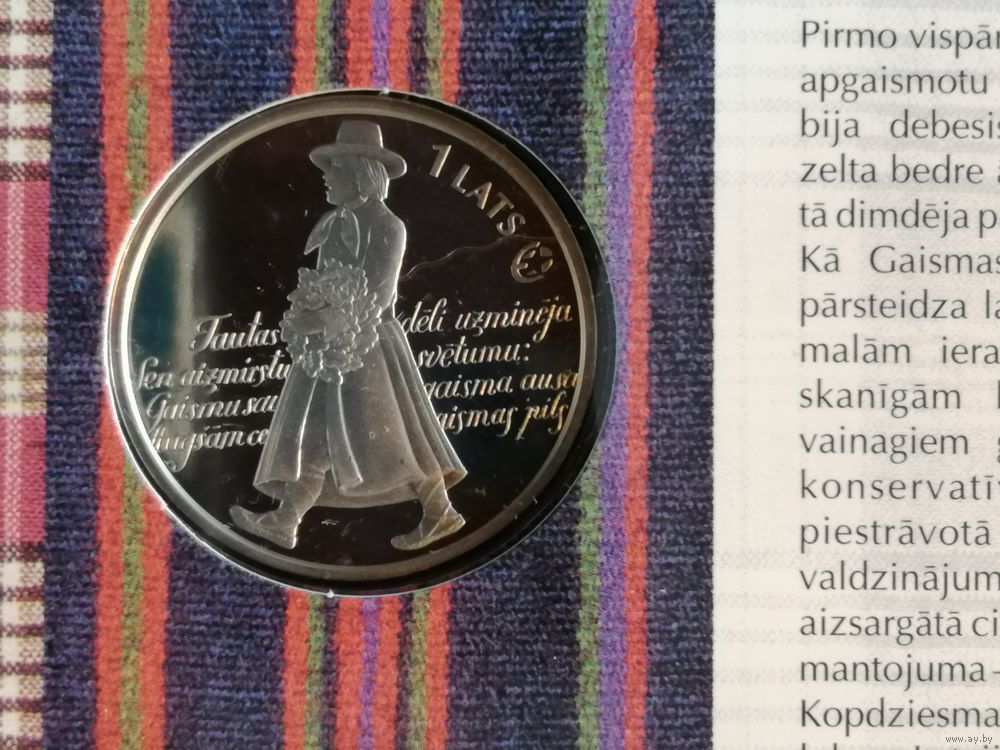 1 LATS
Tautas dēli uzminēja
Sen aizmirstu svētumu:
Gaismu sau gaisma ausa
Augšām ce aismas pils
Pirmo vispār
apgaismotu
bija debesi
zelta bedre a
tā dimdēja p
Kā Gaismas
pārsteidza la
malām iera
skanīgām
vainagiem g
konservatīv
piestrāvotā
valdzinājum
aizsargātā ci
mantojuma –
Kopdziesma
www.ay.by